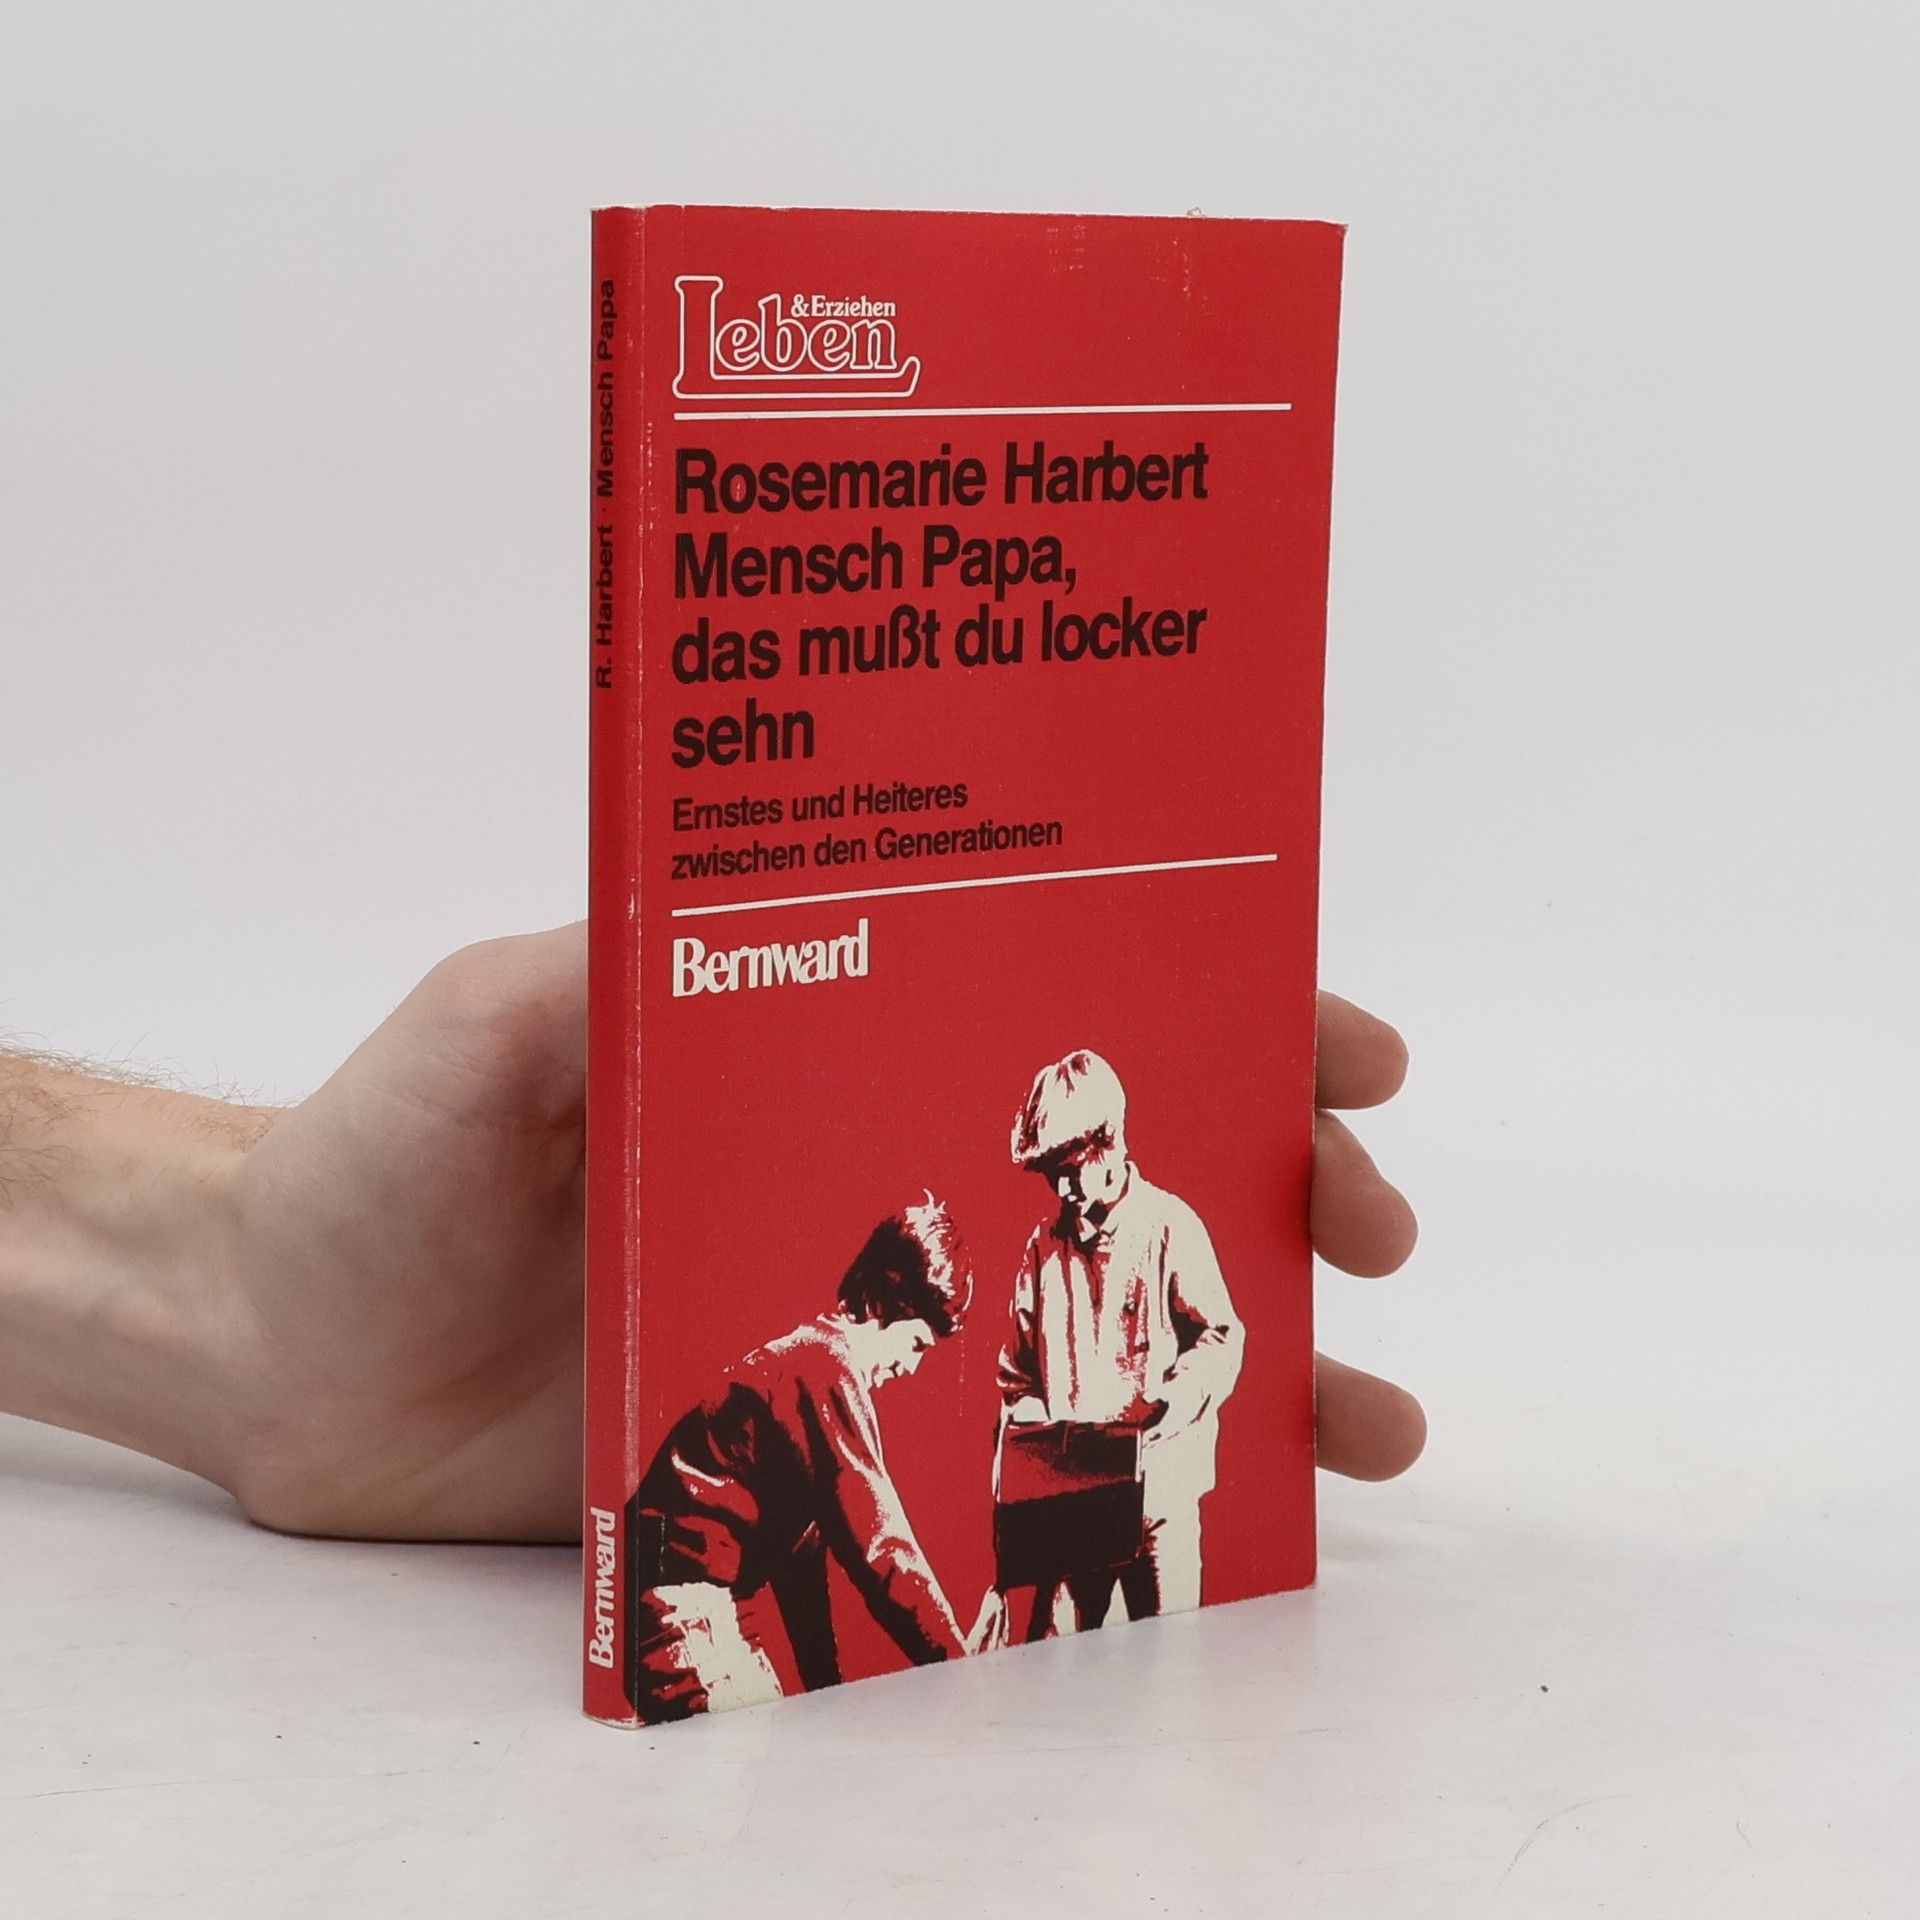 Leben
& Erziehen
Rosemarie Harbert
Mensch Papa,
das mußt du locker
sehn
Ernstes und Heiteres
zwischen den Generationen
Bernward
R. Harbert · Mensch Papa
Bernward